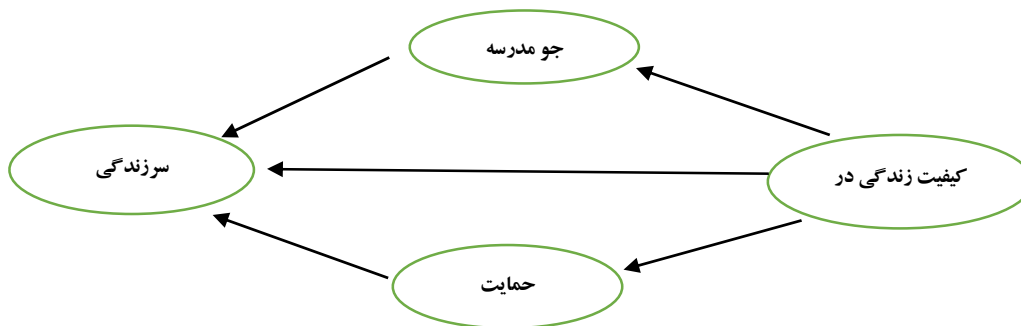 جو مدرسه
کیفیت زندگی در
سرزندگی
حمایت